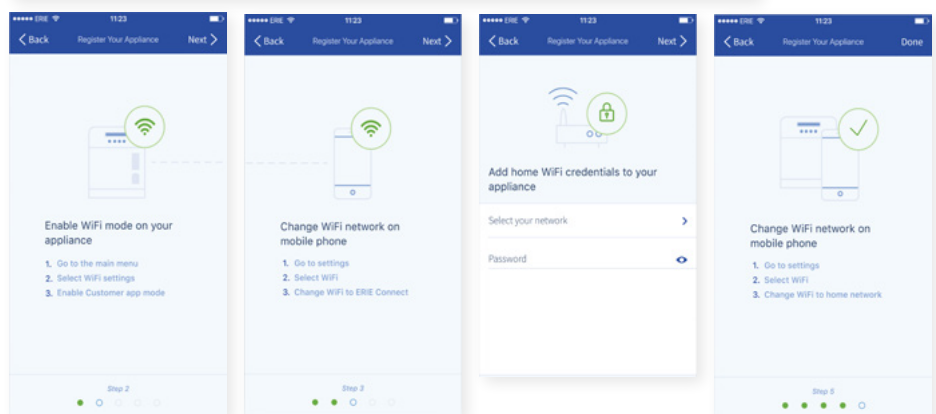 ERIE 11:23
Back Register Your Appliance Next
Enable WiFi mode on your
appliance
1. Go to the main menu
2. Select WiFi settings
3. Enable Customer app mode
Step 2
ERIE 11:23
Back Register Your Appliance Next
Change WiFi network on
mobile phone
1. Go to settings
2. Select WiFi
3. Change WiFi to ERIE Connect
Step 3
ERIE 11:23
Back Register Your Appliance Next
Add home WiFi credentials to your
appliance
Select your network
Password
ERIE 11:23
Back Register Your Appliance Done
Change WiFi network on
mobile phone
1. Go to settings
2. Select WiFi
3. Change WiFi to home network
Step 5